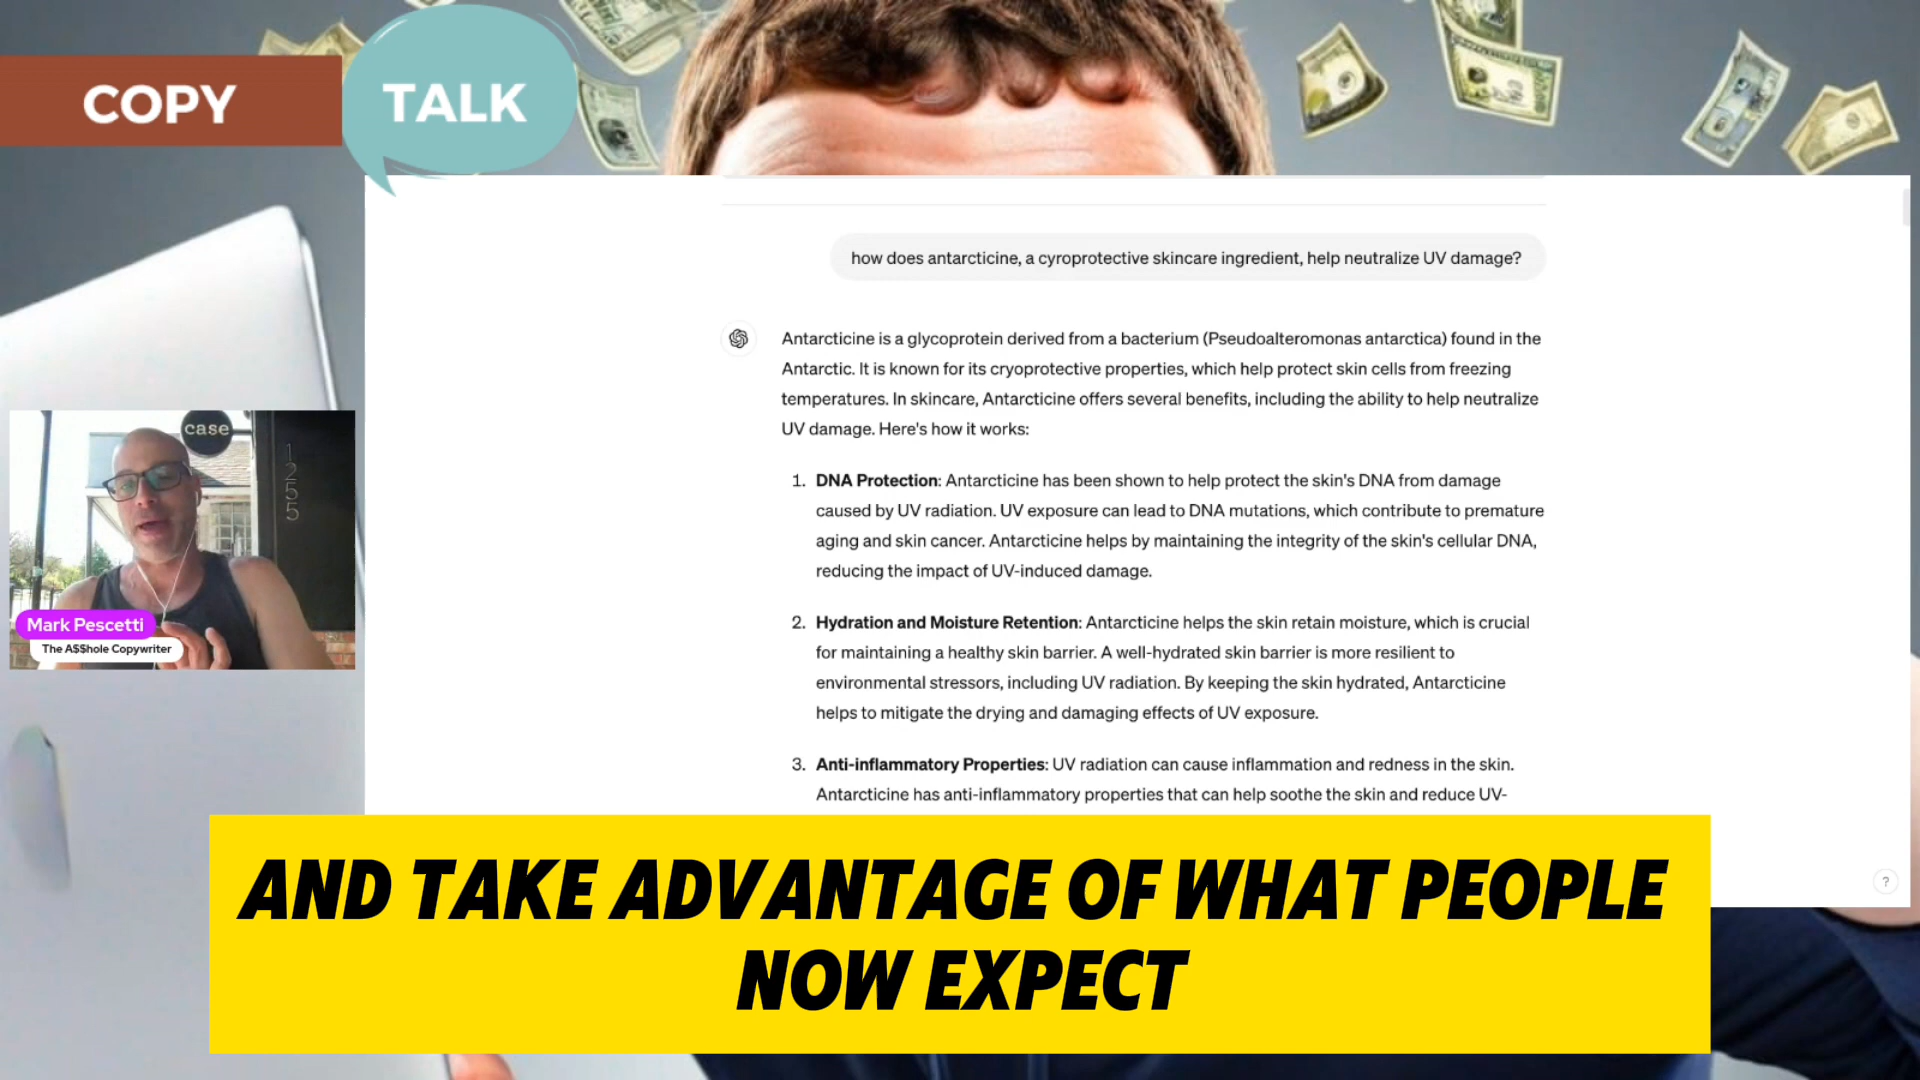 COPY
TALK
how does antarcticine, a cyroprotective skincare ingredient, help neutralize UV damage?
Antarcticine is a glycoprotein derived from a bacterium (Pseudoalteromonas antarctica) found in the
Antarctic. It is known for its cryoprotective properties, which help protect skin cells from freezing
temperatures. In skincare, Antarcticine offers several benefits, including the ability to help neutralize
UV damage. Here's how it works:
1. DNA Protection: Antarcticine has been shown to help protect the skin's DNA from damage
caused by UV radiation. UV exposure can lead to DNA mutations, which contribute to premature
aging and skin cancer. Antarcticine helps by maintaining the integrity of the skin's cellular DNA,
reducing the impact of UV-induced damage.
2. Hydration and Moisture Retention: Antarcticine helps the skin retain moisture, which is crucial
for maintaining a healthy skin barrier. A well-hydrated skin barrier is more resilient to
environmental stressors, including UV radiation. By keeping the skin hydrated, Antarcticine
helps to mitigate the drying and damaging effects of UV exposure.
3. Anti-inflammatory Properties: UV radiation can cause inflammation and redness in the skin.
Antarcticine has anti-inflammatory properties that can help soothe the skin and reduce UV-
case
1
2
5
5
Mark Pescetti
The A$$hole Copywriter
?
AND TAKE ADVANTAGE OF WHAT PEOPLE
NOW EXPECT